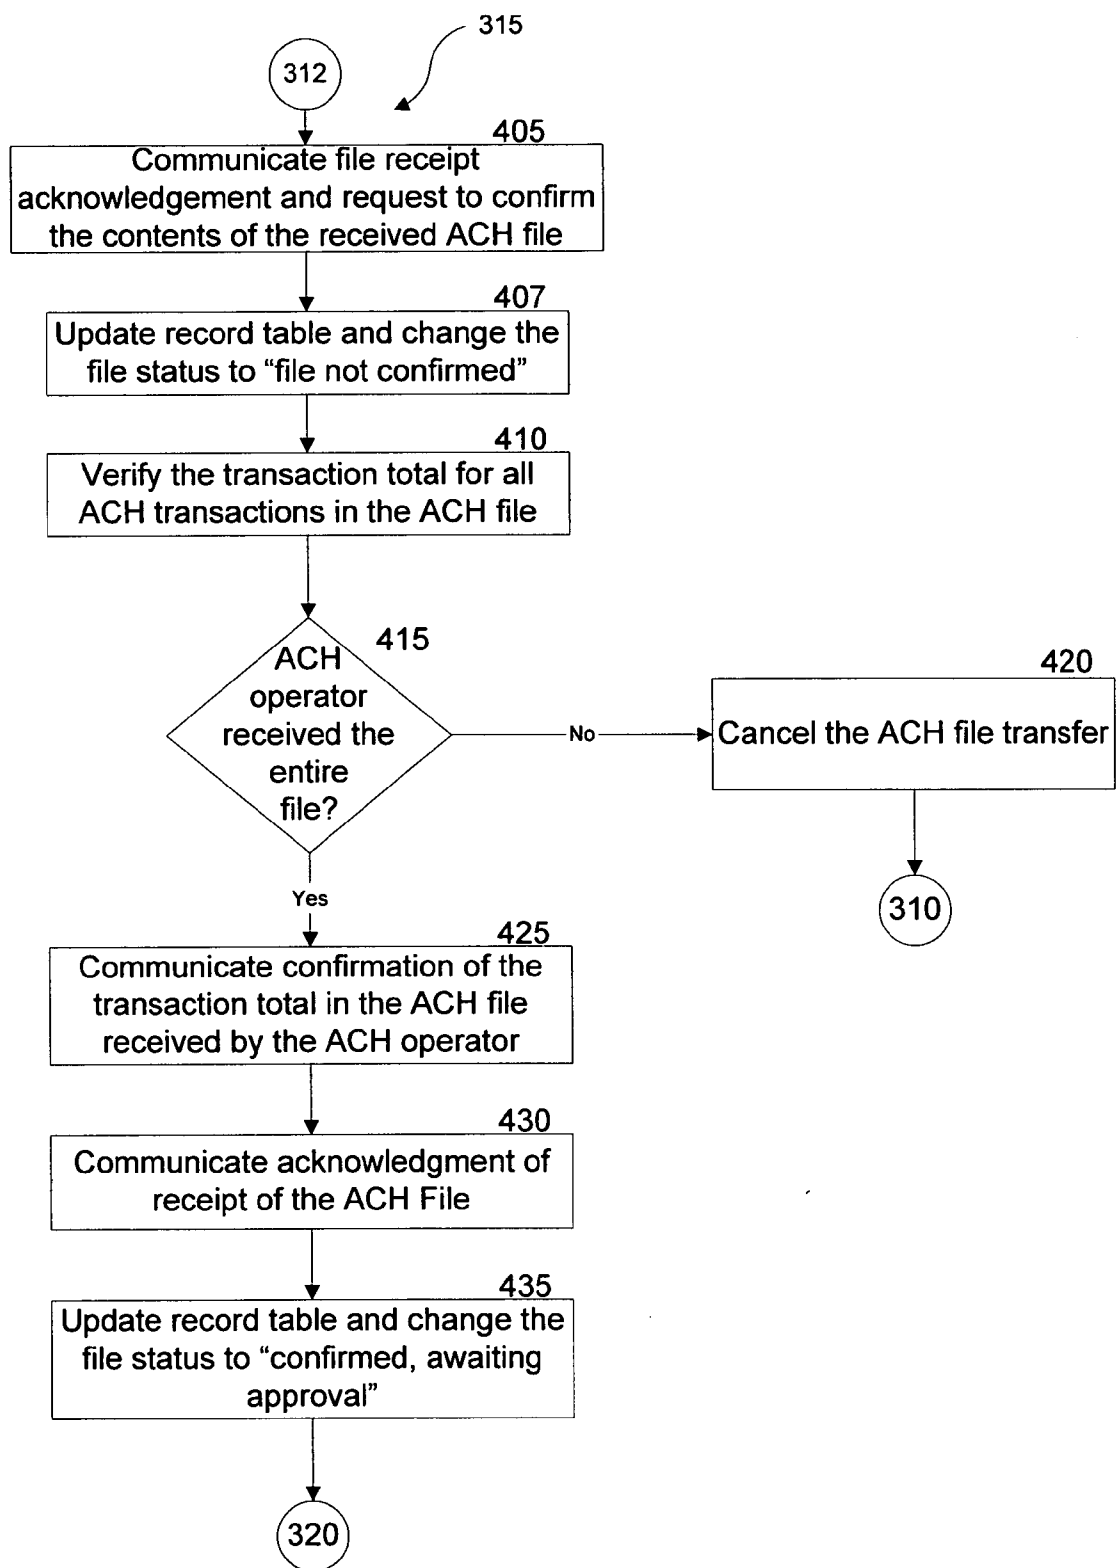 315
312
405
Communicate file receipt
acknowledgement and request to confirm
the contents of the received ACH file
407
Update record table and change the
file status to “file not confirmed”
410
Verify the transaction total for all
ACH transactions in the ACH file
415
ACH
operator
received the
entire
file?
No
420
Cancel the ACH file transfer
310
Yes
425
Communicate confirmation of the
transaction total in the ACH file
received by the ACH operator
430
Communicate acknowledgment of
receipt of the ACH File
435
Update record table and change the
file status to “confirmed, awaiting
approval”
320